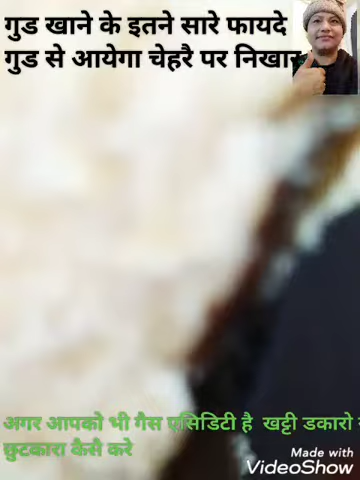 गुड खाने के इतने सारे फायदे
गुड से आयेगा चेहरै पर निखार
अगर आपको भी गैस एसिडिटी है खट्टी डकारो
छुटकारा कैसै करे
Made with
VideoShow